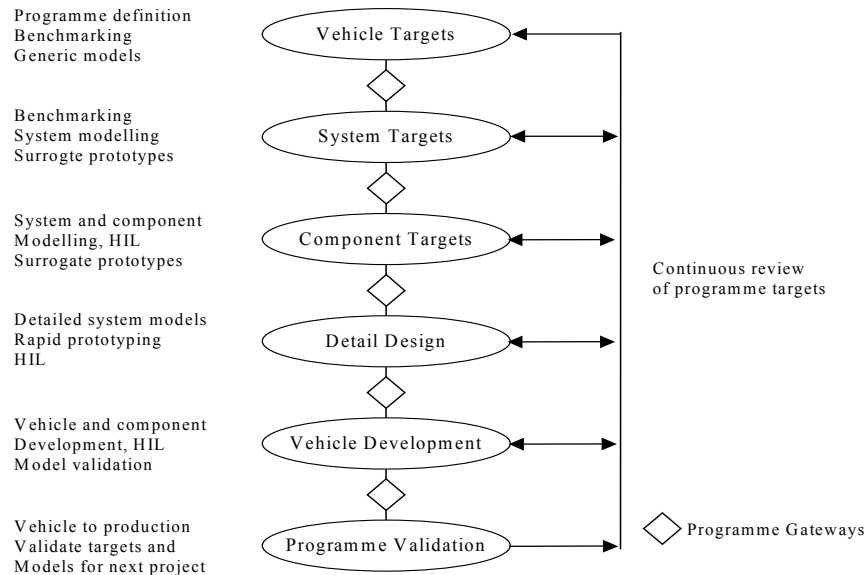 Programme definition
Benchmarking
Generic models
Vehicle Targets
Benchmarking
System modelling
Surrogte prototypes
System Targets
System and component
Modelling, HIL
Surrogate prototypes
Component Targets
Continuous review
of programme targets
Detailed system models
Rapid prototyping
HIL
Detail Design
Vehicle and component
Development, HIL
Model validation
Vehicle Development
Vehicle to production
Validate targets and
Models for next project
Programme Validation
Programme Gateways